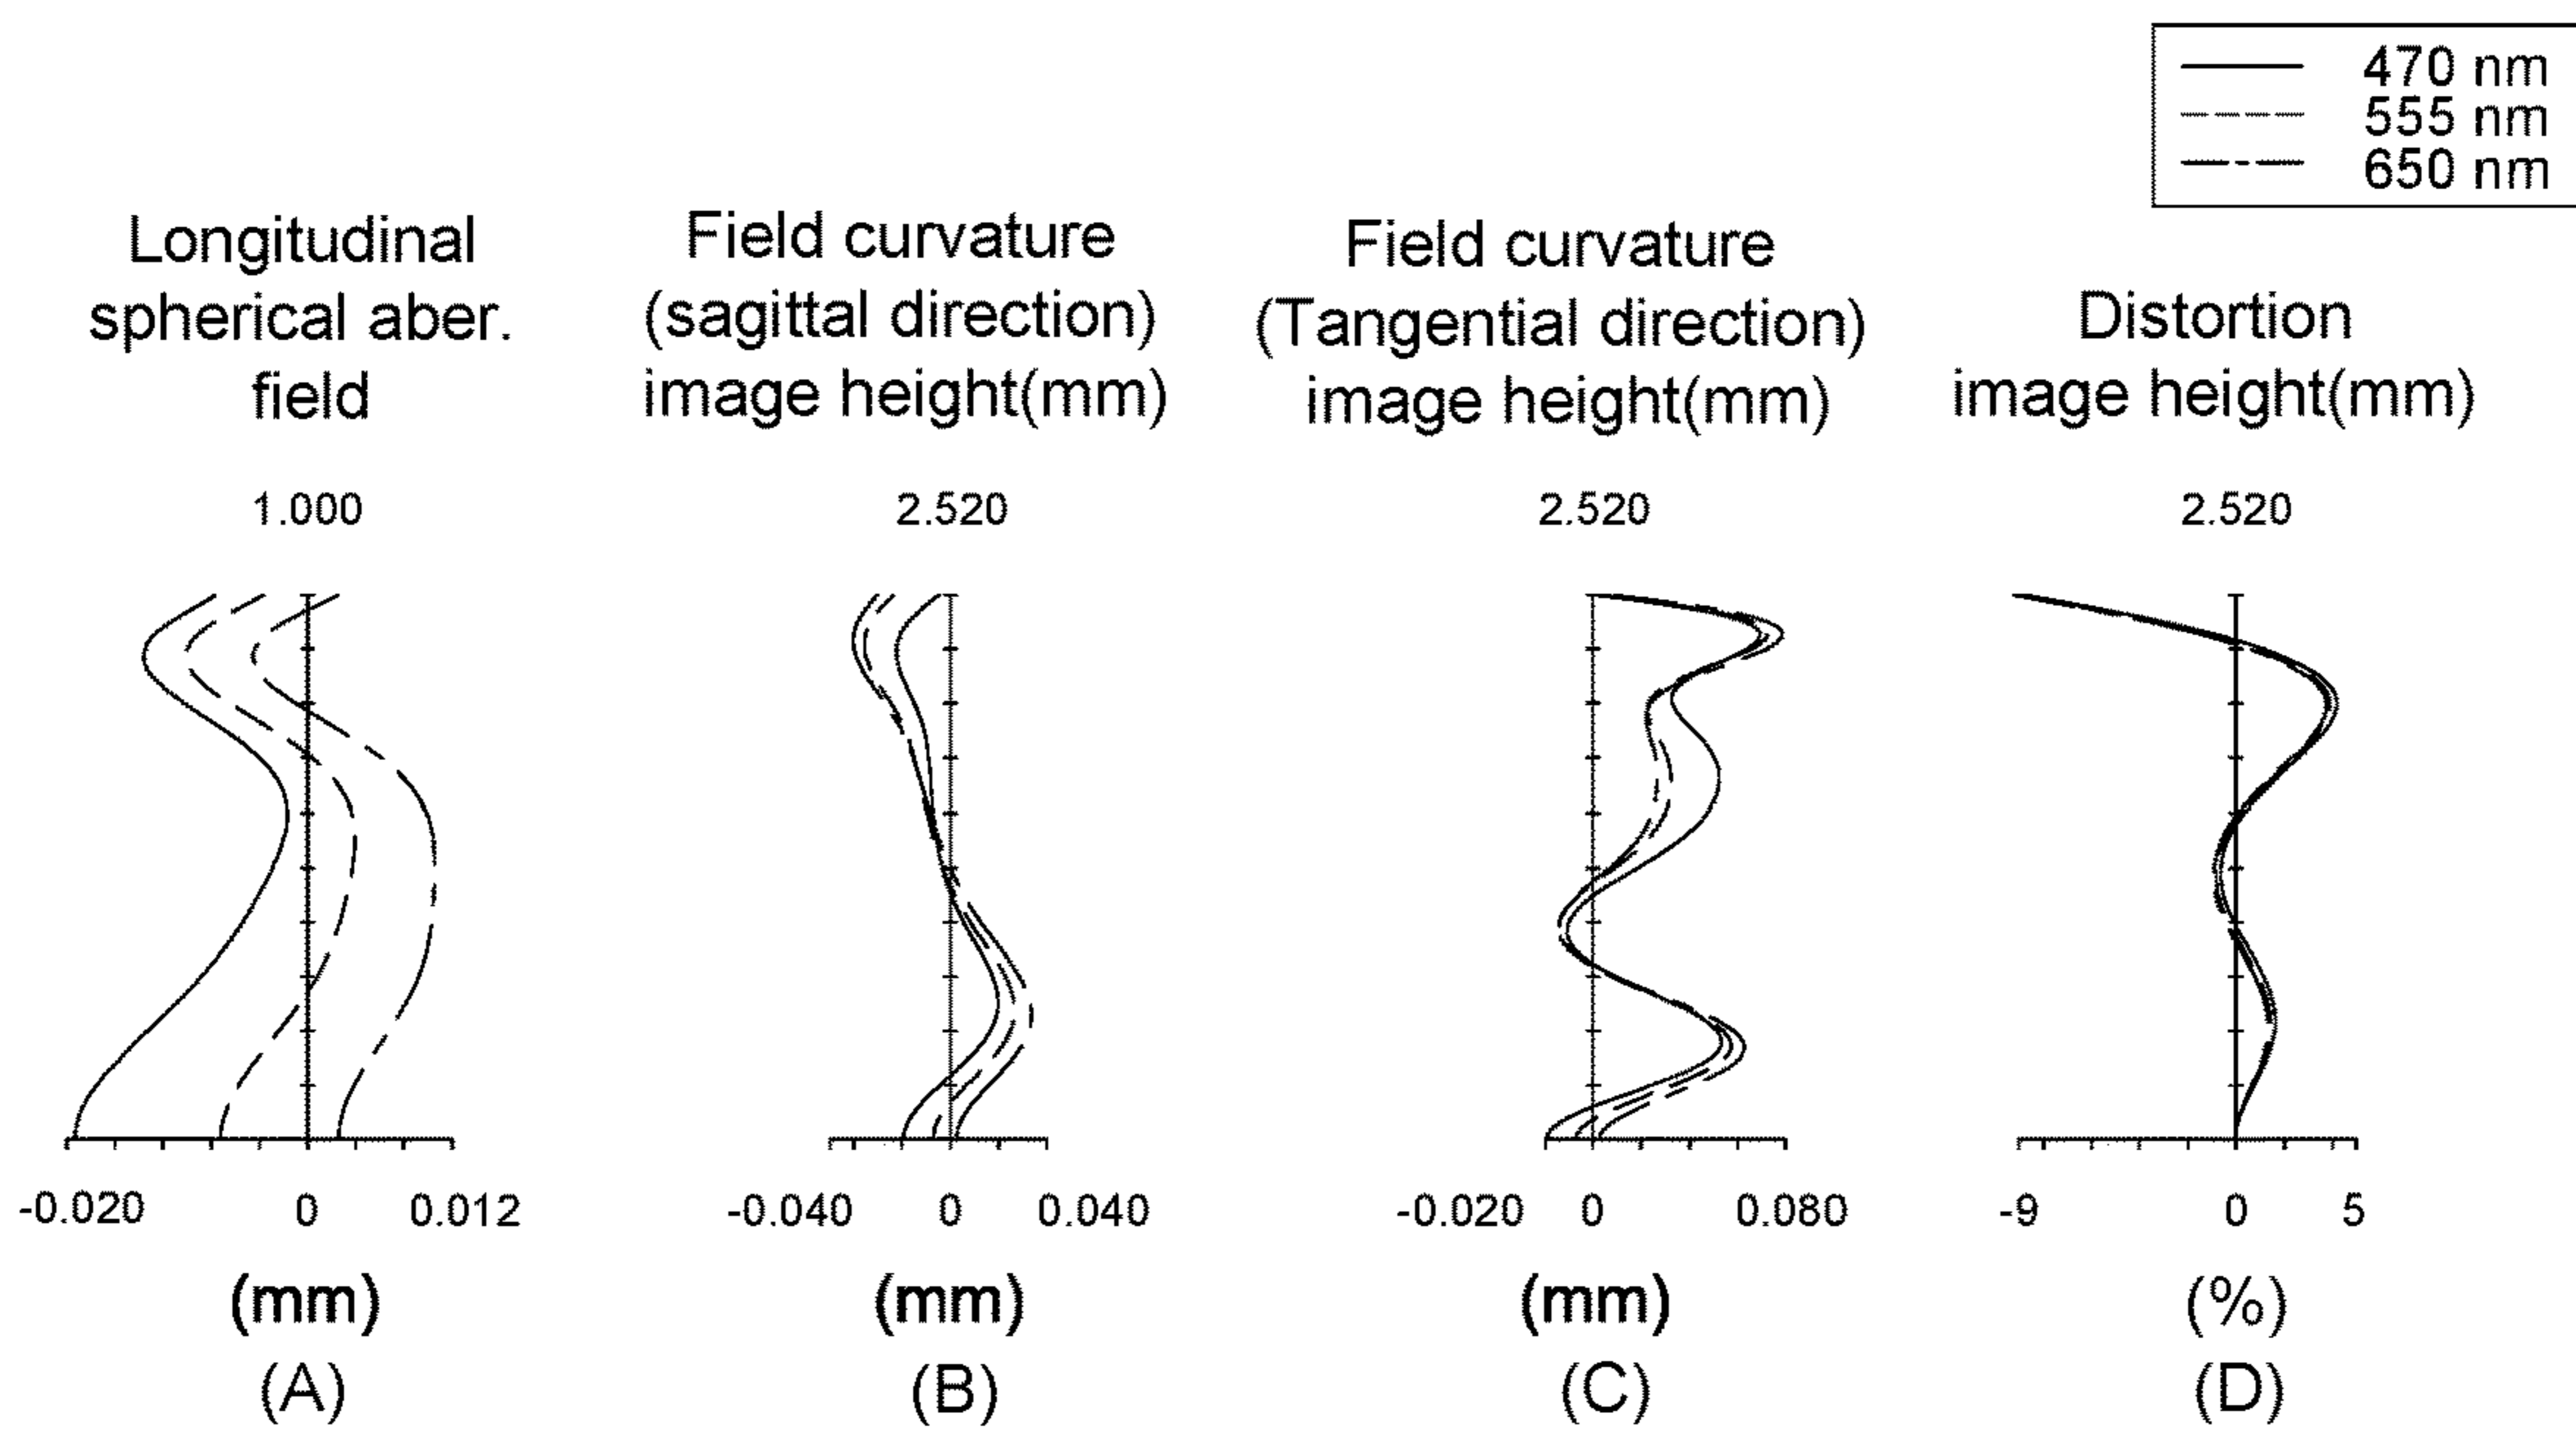 470 nm
555 nm
650 nm
Longitudinal
spherical aber.
field
1.000
-0.020 0 0.012
(mm)
(A)
Field curvature
(sagittal direction)
image height(mm)
2.520
-0.040 0 0.040
(mm)
(B)
Field curvature
(Tangential direction)
image height(mm)
2.520
-0.020 0 0.080
(mm)
(C)
Distortion
image height(mm)
2.520
-9 0 5
(%)
(D)